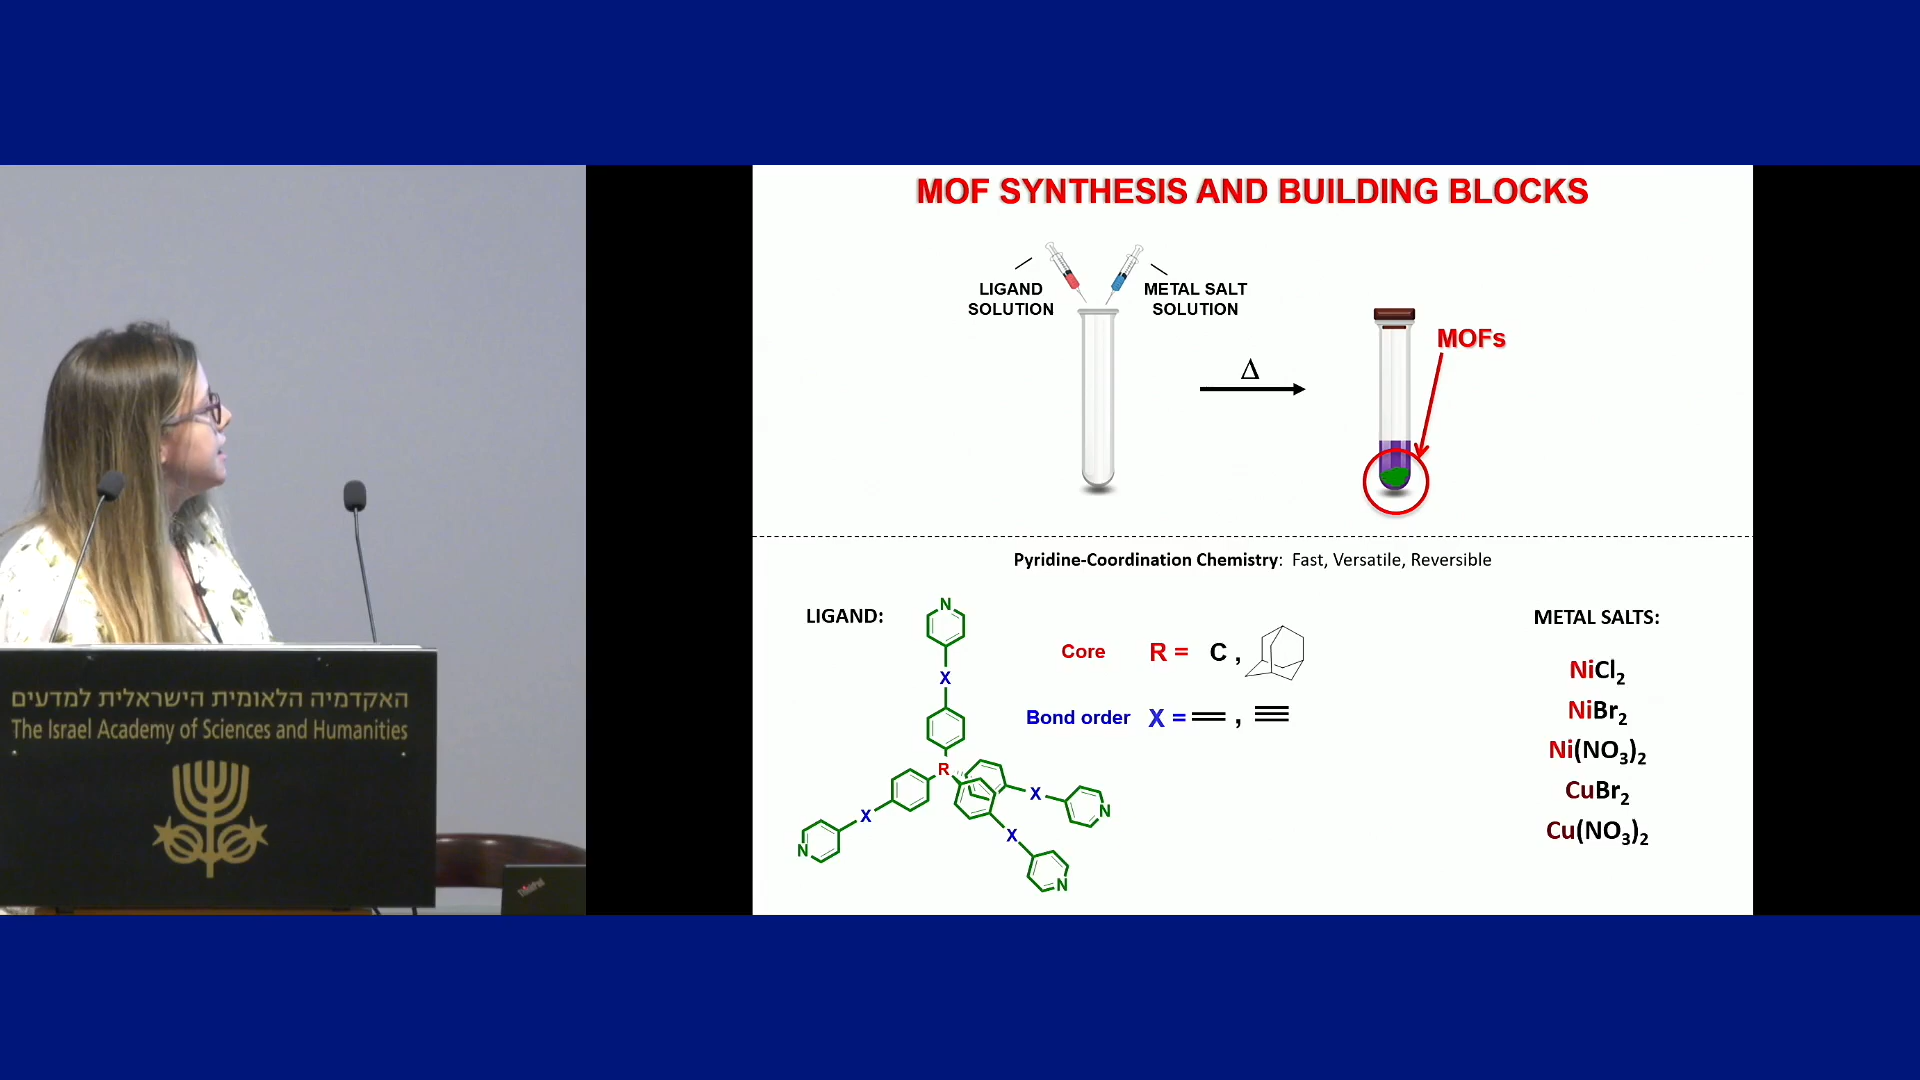 MOF SYNTHESIS AND BUILDING BLOCKS
LIGAND
SOLUTION
METAL SALT
SOLUTION
Δ
MOFs
Pyridine-Coordination Chemistry: Fast, Versatile, Reversible
LIGAND:
N
X
R
X
X
X
N
N
N
Core R = C ,
Bond order X = ,
METAL SALTS:
NiCl₂
NiBr₂
Ni(NO₃)₂
CuBr₂
Cu(NO₃)₂
האקדמיה הלאומית הישראלית למדעים
The Israel Academy of Sciences and Humanities
ThinkPad